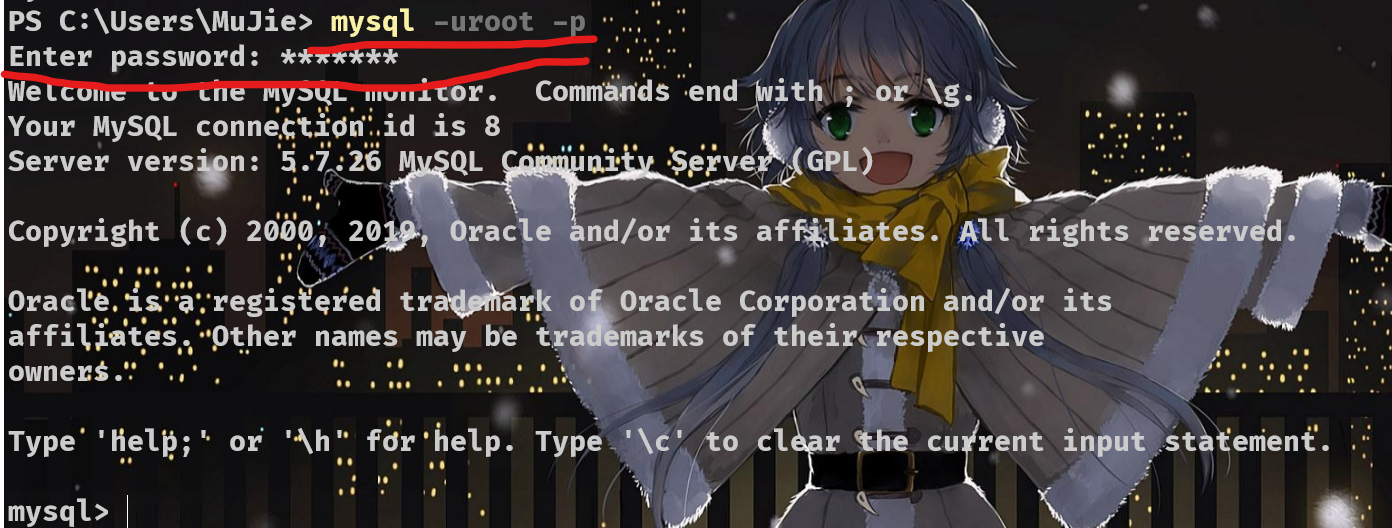 PS C:\Users\MuJie> mysql -uroot -p
Enter password: *******
Welcome to the MySQL monitor.  Commands end with ; or \g.
Your MySQL connection id is 8
Server version: 5.7.26 MySQL Community Server (GPL)
Copyright (c) 2000, 2019, Oracle and/or its affiliates. All rights reserved.
Oracle is a registered trademark of Oracle Corporation and/or its
affiliates. Other names may be trademarks of their respective
owners.
Type 'help;' or '\h' for help. Type '\c' to clear the current input statement.
mysql>